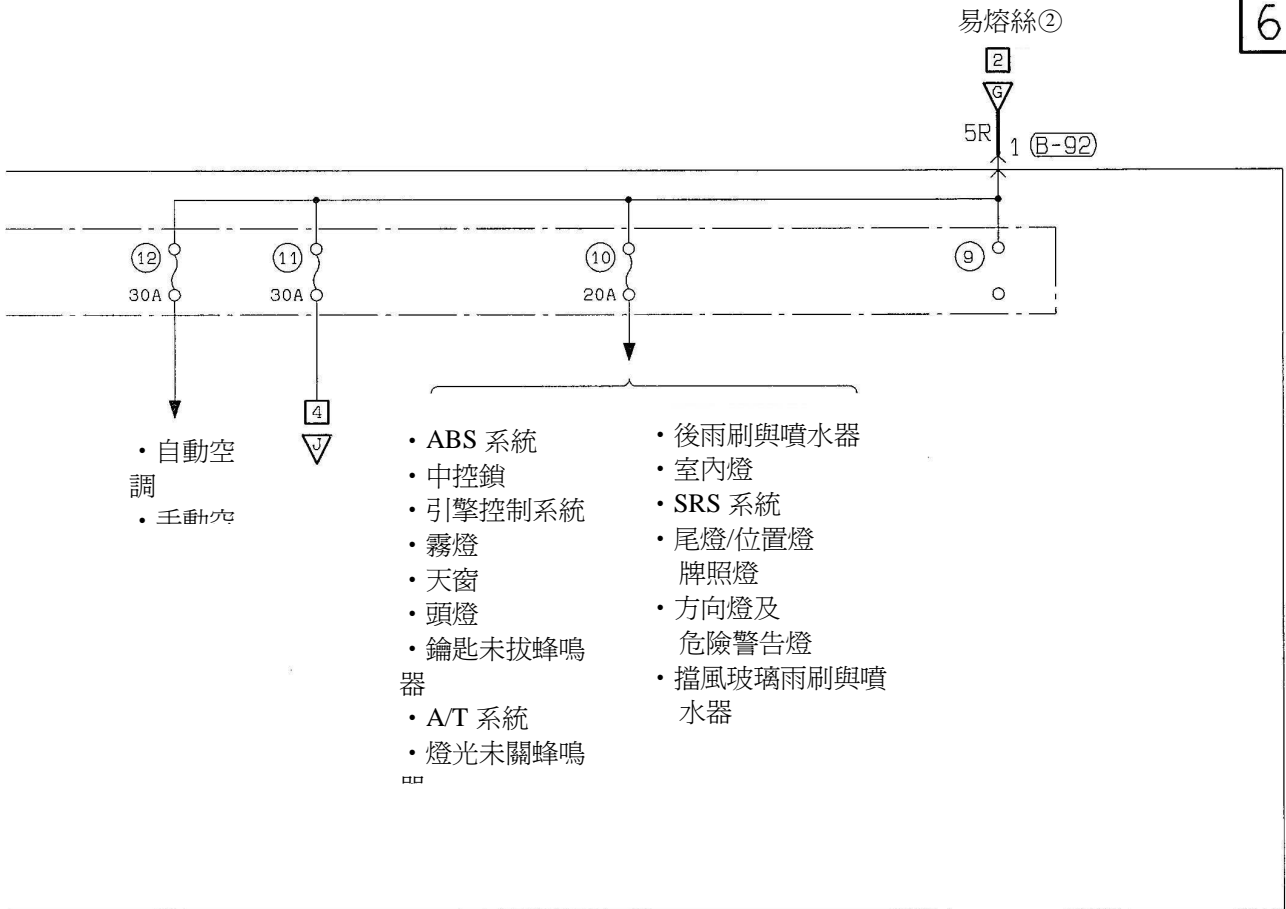 易熔絲②
6
2
G
5R
1 (B-92)
12
11
10
9
30A
30A
20A
4
J
・自動空
調
・手動空
・ABS 系統
・中控鎖
・引擎控制系統
・霧燈
・天窗
・頭燈
・鑰匙未拔蜂鳴
器
・A/T 系統
・燈光未關蜂鳴
・後雨刷與噴水器
・室內燈
・SRS 系統
・尾燈/位置燈
牌照燈
・方向燈及
危險警告燈
・擋風玻璃雨刷與噴
水器